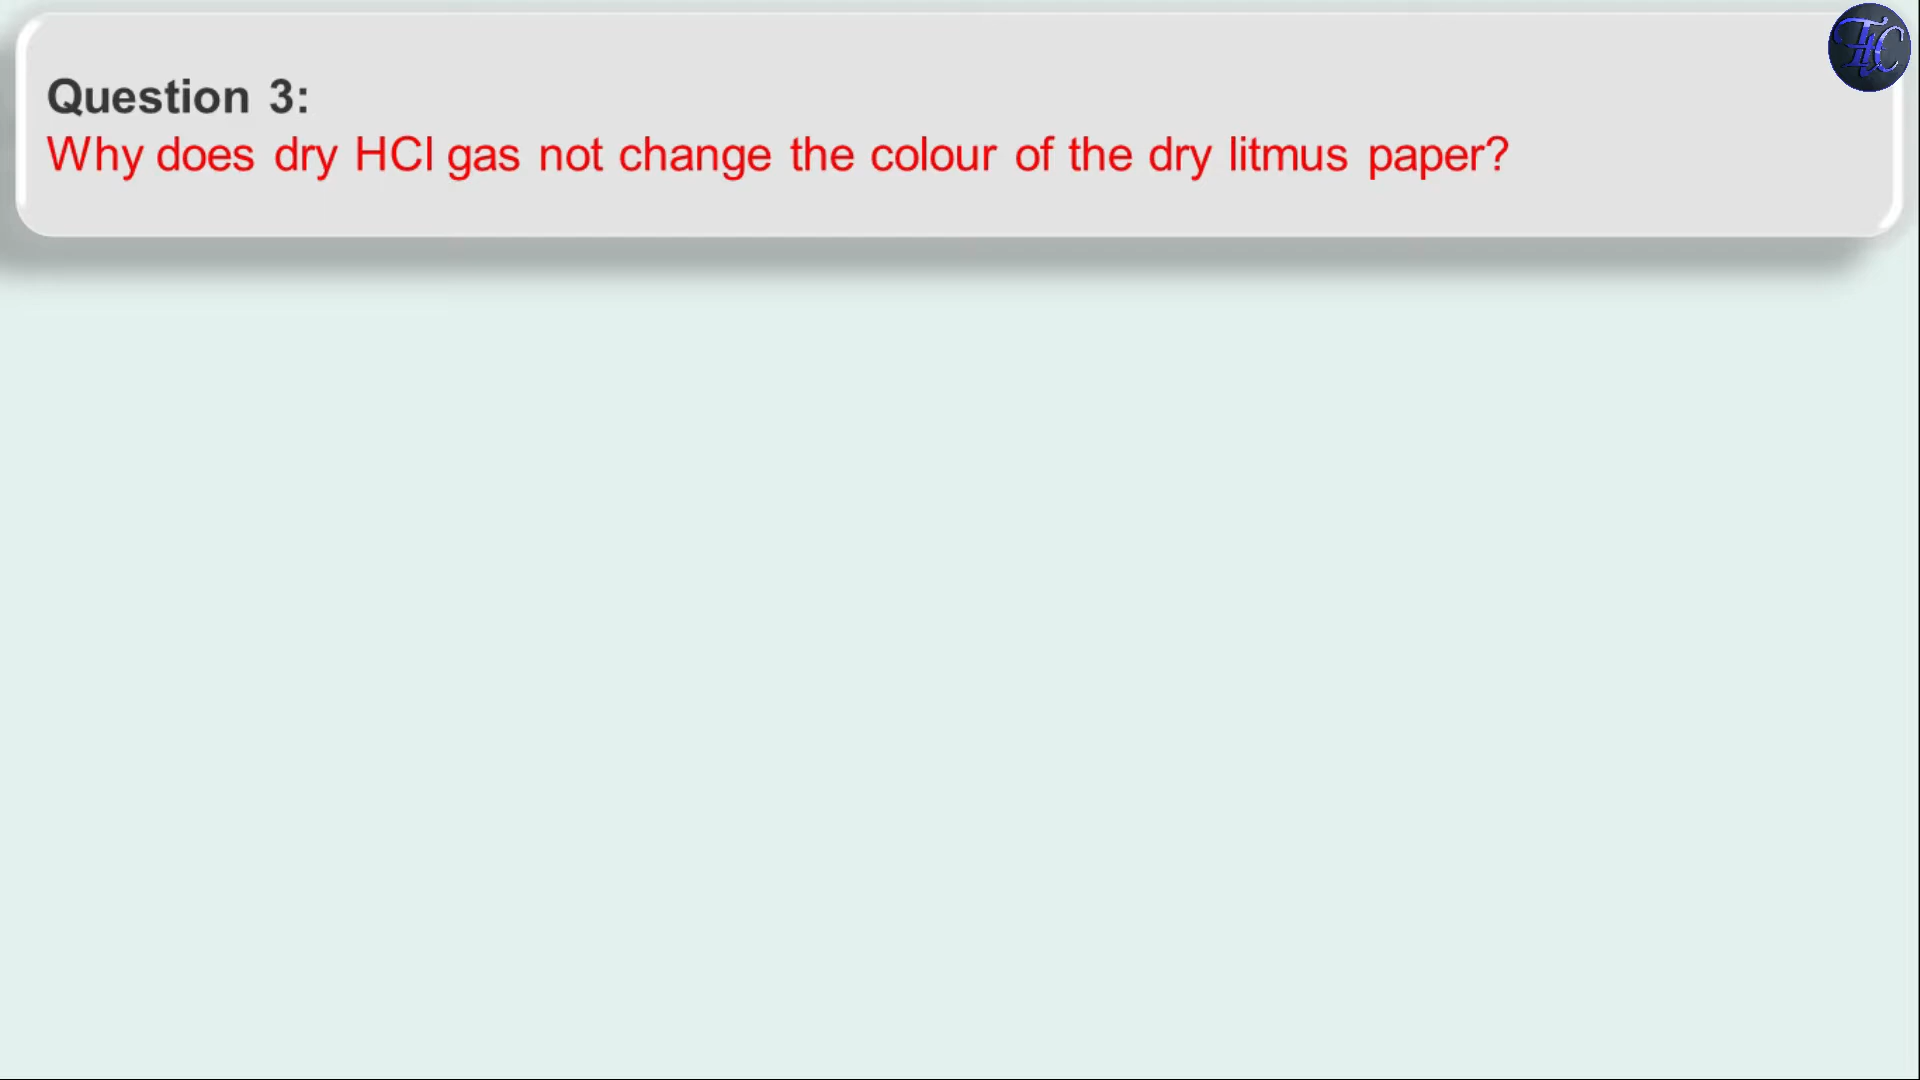 Question 3:
Why does dry HCl gas not change the colour of the dry litmus paper?